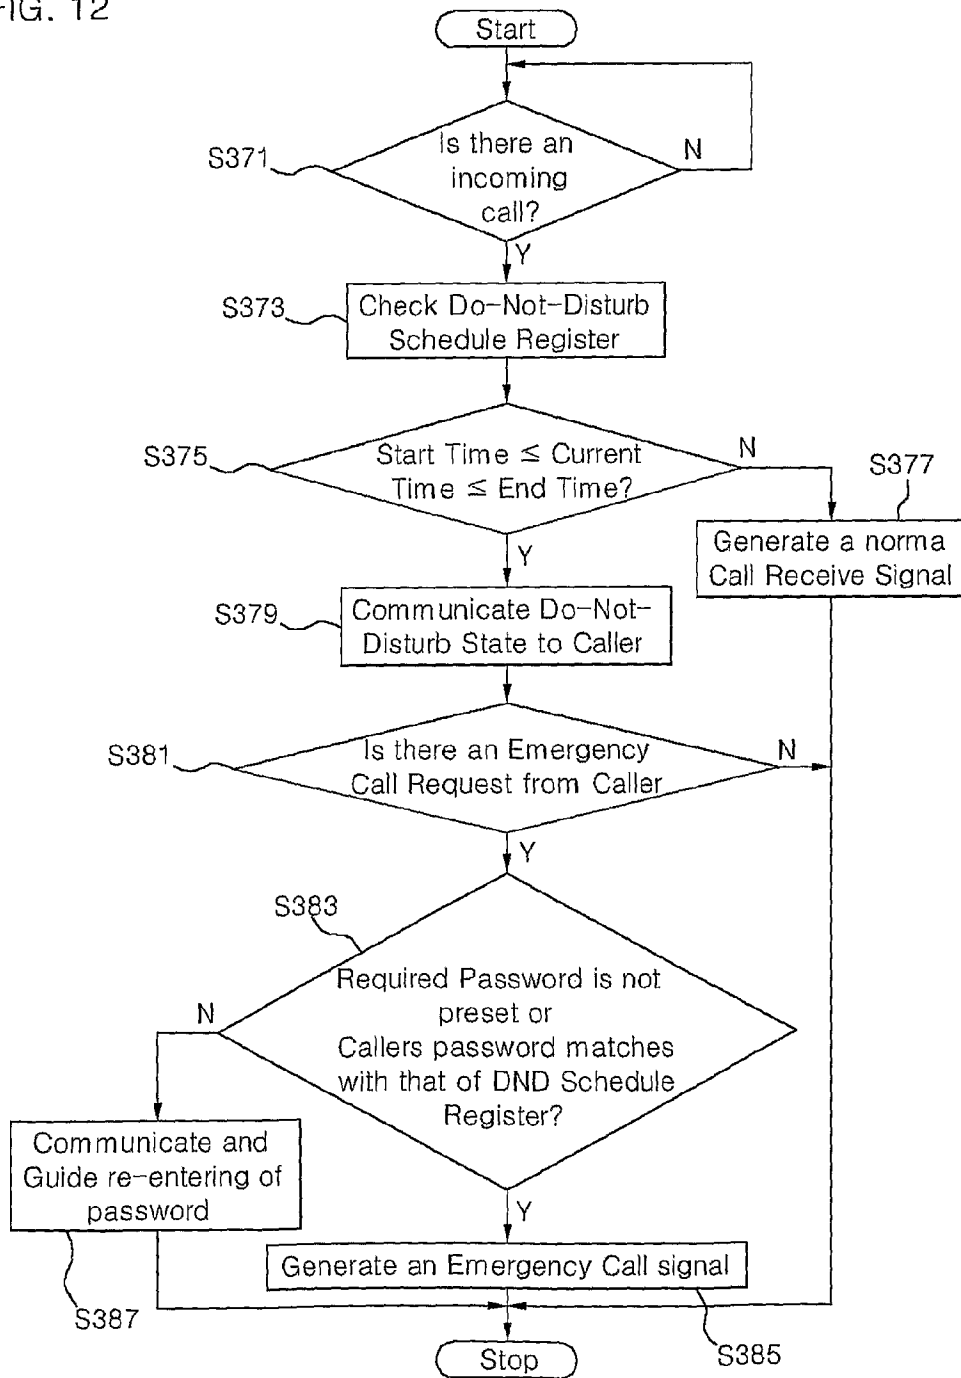 FIG. 12
Start
S371
Is there an
incoming
call?
N
Y
S373
Check Do-Not-Disturb
Schedule Register
S375
Start Time ≤ Current
Time ≤ End Time?
N
S377
Generate a norma
Call Receive Signal
Y
S379
Communicate Do-Not-
Disturb State to Caller
S381
Is there an Emergency
Call Request from Caller
N
Y
S383
Required Password is not
preset or
Callers password matches
with that of DND Schedule
Register?
N
Communicate and
Guide re-entering of
password
Y
Generate an Emergency Call signal
S387
S385
Stop